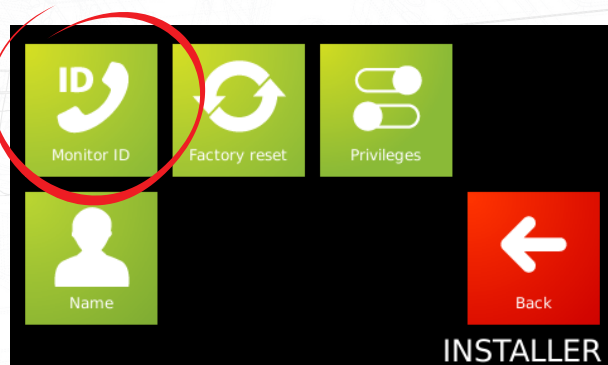 ID
Monitor ID
Factory reset
Privileges
Name
Back
INSTALLER